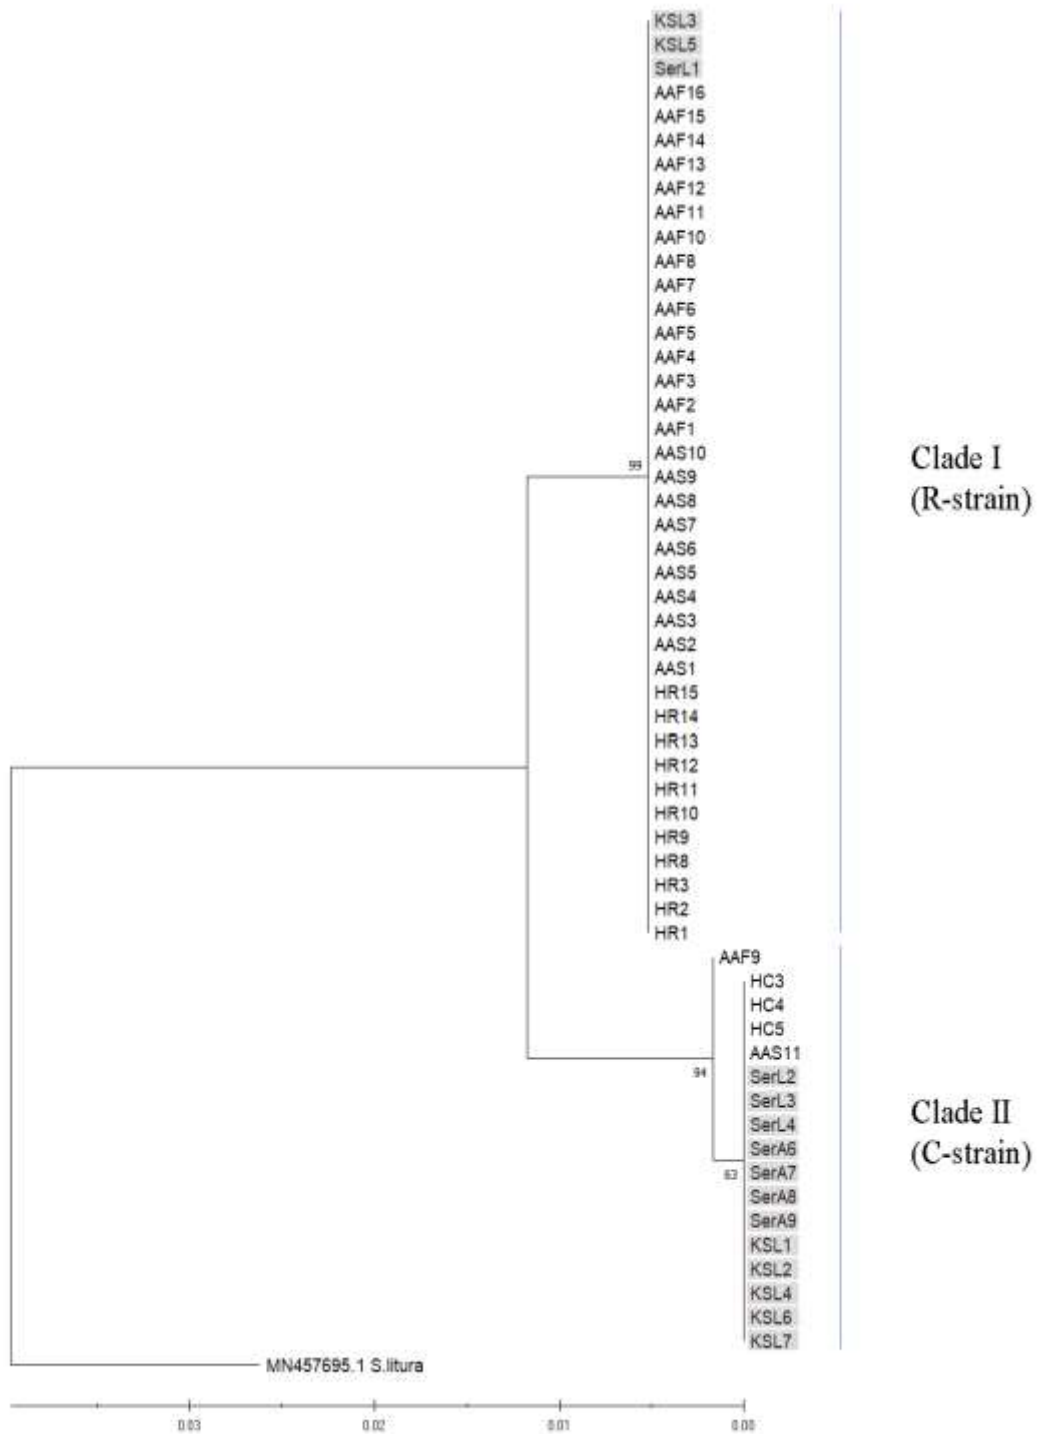 KSL3
KSL5
SerL1
AAF16
AAF15
AAF14
AAF13
AAF12
AAF11
AAF10
AAF8
AAF7
AAF6
AAF5
AAF4
AAF3
AAF2
AAF1
AAS10
99
AAS9
AAS8
AAS7
AAS6
AAS5
AAS4
AAS3
AAS2
AAS1
HR15
HR14
HR13
HR12
HR11
HR10
HR9
HR8
HR3
HR2
HR1
Clade I
(R-strain)
AAF9
HC3
HC4
HC5
AAS11
94
SerL2
SerL3
SerL4
SerA6
63
SerA7
SerA8
SerA9
KSL1
KSL2
KSL4
KSL6
KSL7
Clade II
(C-strain)
MN457695.1 S.litura
0.03 0.02 0.01 0.00